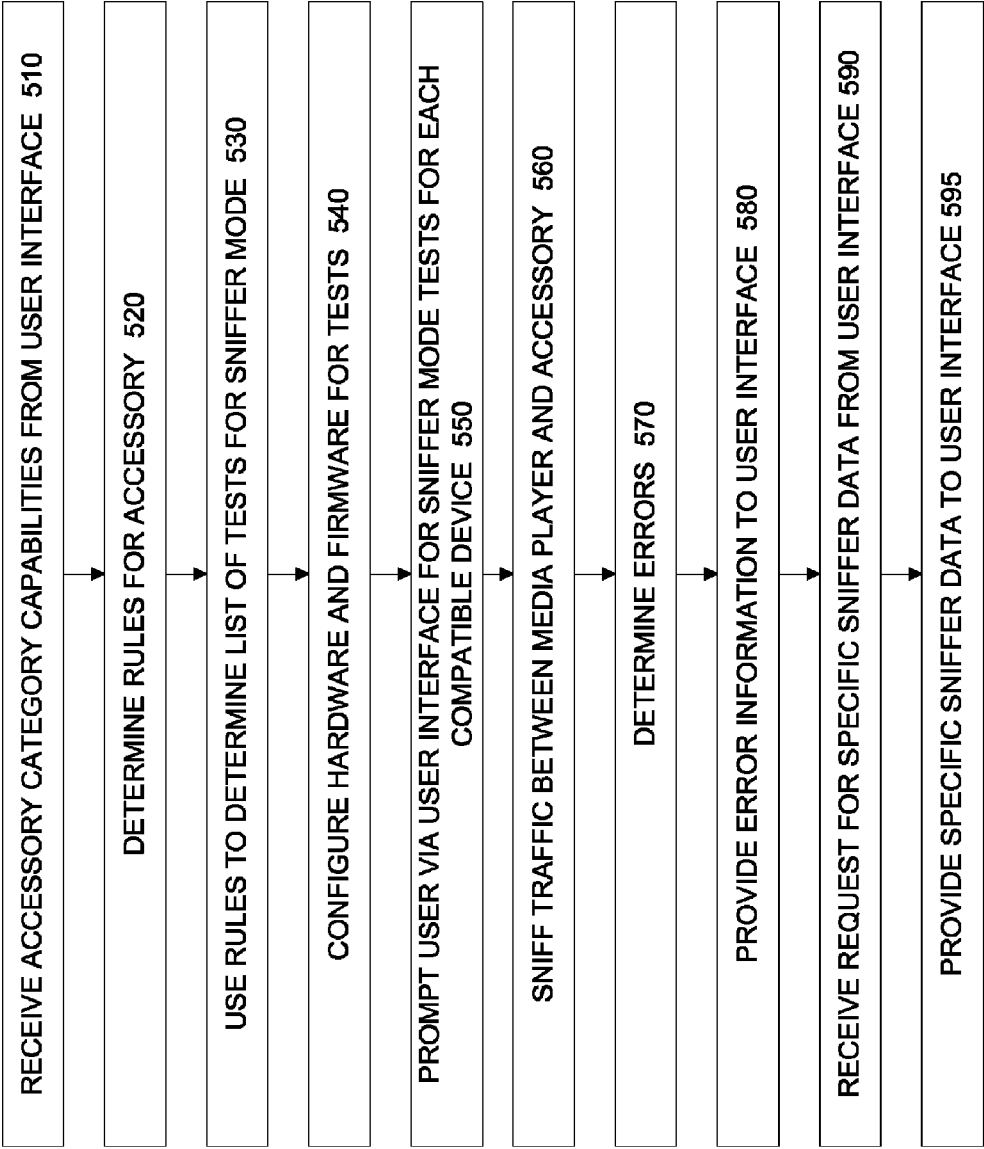 RECEIVE ACCESSORY CATEGORY CAPABILITIES FROM USER INTERFACE 510
DETERMINE RULES FOR ACCESSORY 520
USE RULES TO DETERMINE LIST OF TESTS FOR SNIFFER MODE 530
CONFIGURE HARDWARE AND FIRMWARE FOR TESTS 540
PROMPT USER VIA USER INTERFACE FOR SNIFFER MODE TESTS FOR EACH
COMPATIBLE DEVICE 550
SNIFF TRAFFIC BETWEEN MEDIA PLAYER AND ACCESSORY 560
DETERMINE ERRORS 570
PROVIDE ERROR INFORMATION TO USER INTERFACE 580
RECEIVE REQUEST FOR SPECIFIC SNIFFER DATA FROM USER INTERFACE 590
PROVIDE SPECIFIC SNIFFER DATA TO USER INTERFACE 595